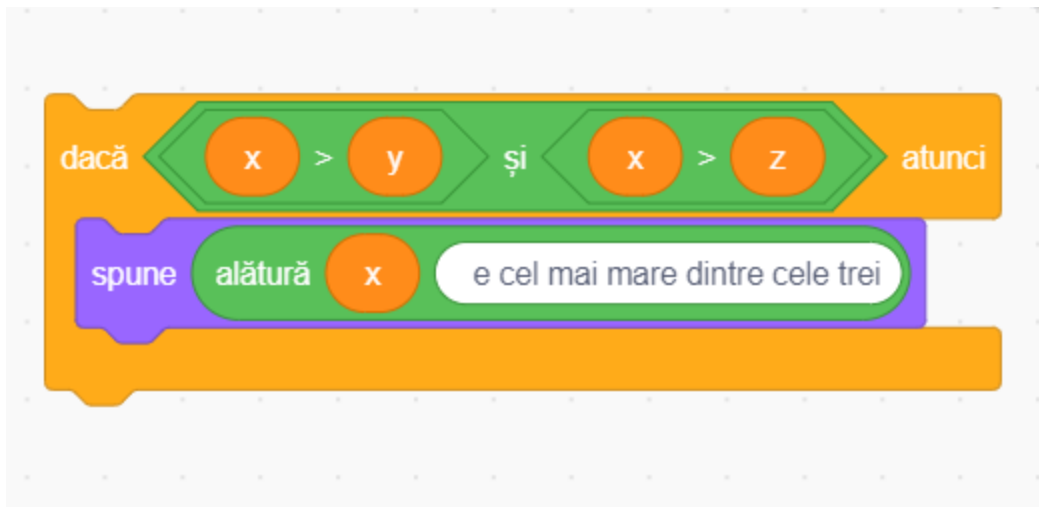 dacă x > y și x > z atunci
spune alătură x e cel mai mare dintre cele trei